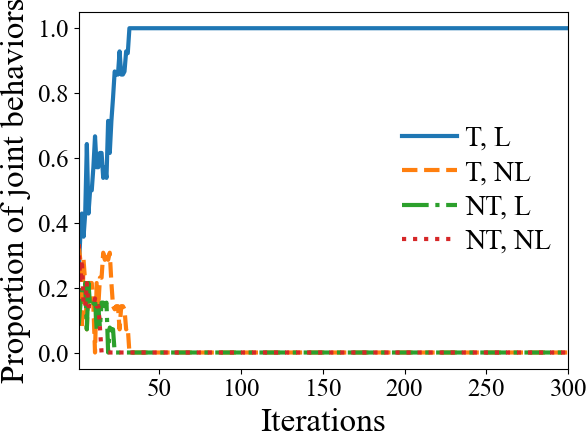 Proportion of joint behaviors
1.0
0.8
0.6
0.4
0.2
0.0
T, L
T, NL
NT, L
NT, NL
50 100 150 200 250 300
Iterations